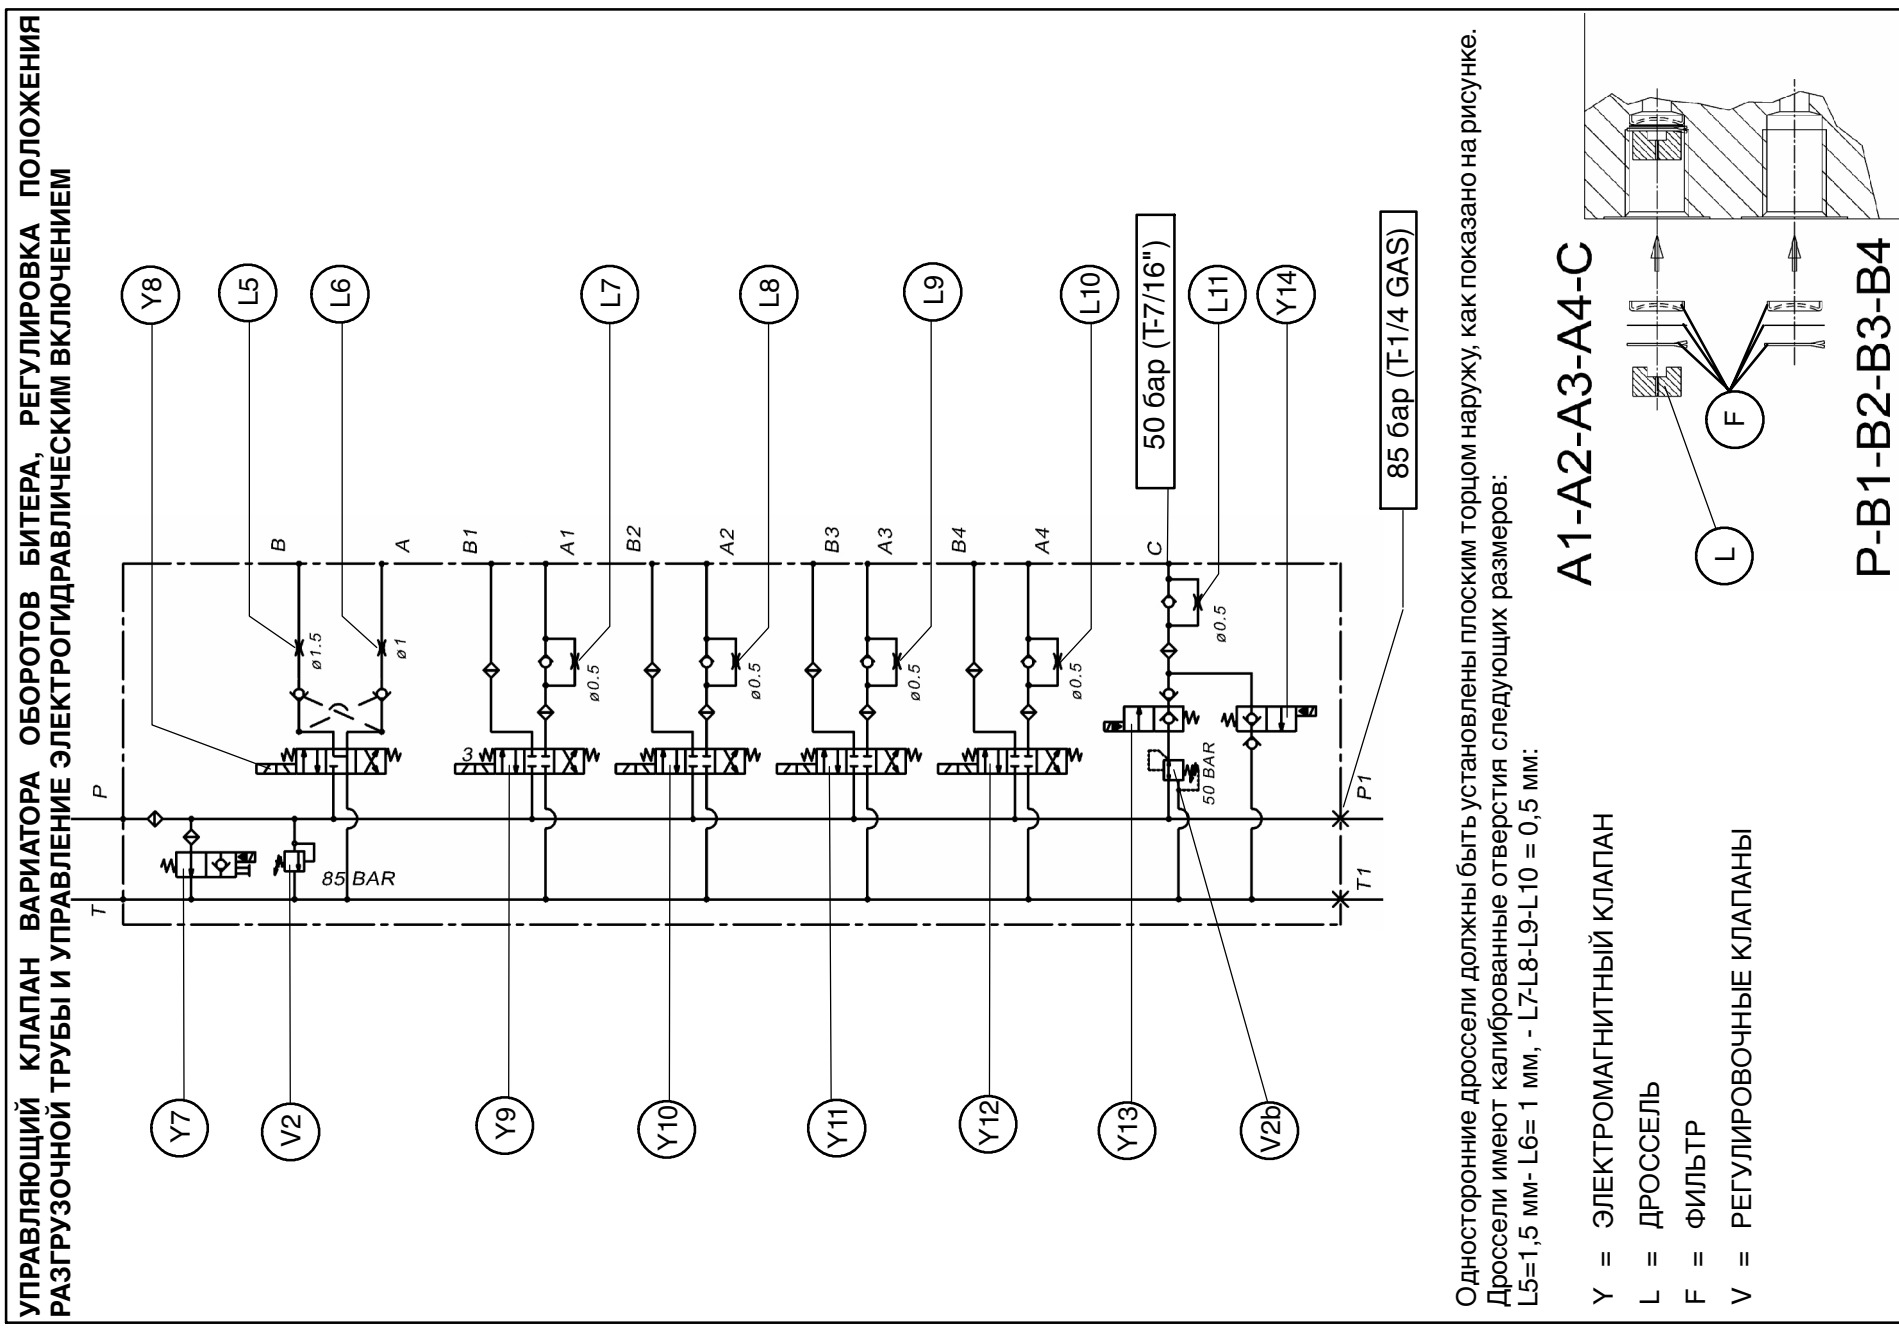 УПРАВЛЯЮЩИЙ КЛАПАН ВАРИАТОРА ОБОРОТОВ БИТЕРА, РЕГУЛИРОВКА ПОЛОЖЕНИЯ
РАЗГРУЗОЧНОЙ ТРУБЫ И УПРАВЛЕНИЕ ЭЛЕКТРОГИДРАВЛИЧЕСКИМ ВКЛЮЧЕНИЕМ
Y8
L5
L6
L7
L8
L9
L10
L11
Y14
50 бар (T-7/16")
85 бар (T-1/4 GAS)
B
A
B1
A1
B2
A2
B3
A3
B4
A4
C
ø1.5
ø1
ø0.5
ø0.5
ø0.5
ø0.5
ø0.5
3
P
50 BAR
P1
85 BAR
T
T1
Y7
V2
Y9
Y10
Y11
Y12
Y13
V2b
Односторонние дроссели должны быть установлены плоским торцом наружу, как показано на рисунке.
Дроссели имеют калиброванные отверстия следующих размеров:
L5=1,5 мм- L6= 1 мм, - L7-L8-L9-L10 = 0,5 мм:
Y = ЭЛЕКТРОМАГНИТНЫЙ КЛАПАН
L = ДРОССЕЛЬ
F = ФИЛЬТР
V = РЕГУЛИРОВОЧНЫЕ КЛАПАНЫ
A1-A2-A3-A4-C
F
L
P-B1-B2-B3-B4